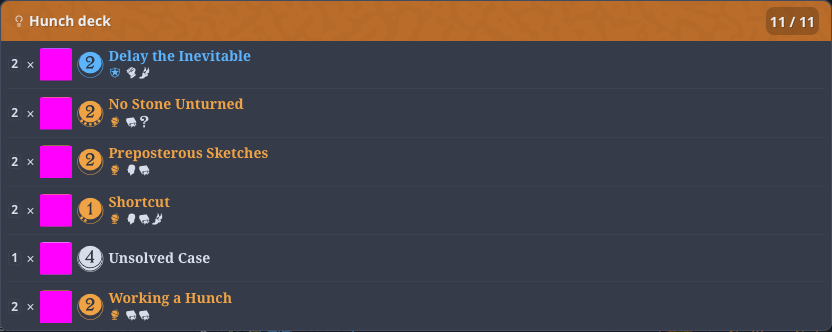 Hunch deck 11 / 11
2 × 2 Delay the Inevitable
2 × 2 No Stone Unturned
?
2 × 2 Preposterous Sketches
2 × 1 Shortcut
1 × 4 Unsolved Case
2 × 2 Working a Hunch